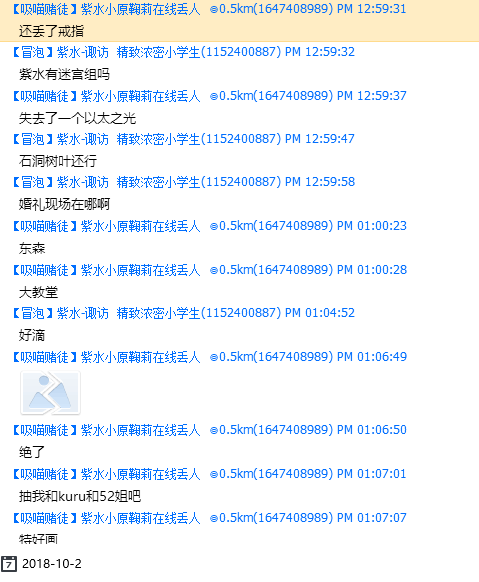 【吸喵赌徒】紫水小原鞠莉在线丢人 @0.5km(1647408989) PM 12:59:31
还丢了戒指
【冒泡】紫水-诹访 精致浓密小学生(1152400887) PM 12:59:32
紫水有迷宫组吗
【吸喵赌徒】紫水小原鞠莉在线丢人 @0.5km(1647408989) PM 12:59:37
失去了一个以太之光
【冒泡】紫水-诹访 精致浓密小学生(1152400887) PM 12:59:47
石洞树叶还行
【冒泡】紫水-诹访 精致浓密小学生(1152400887) PM 12:59:58
婚礼现场在哪啊
【吸喵赌徒】紫水小原鞠莉在线丢人 @0.5km(1647408989) PM 01:00:23
东森
【吸喵赌徒】紫水小原鞠莉在线丢人 @0.5km(1647408989) PM 01:00:28
大教堂
【冒泡】紫水-诹访 精致浓密小学生(1152400887) PM 01:04:52
好滴
【吸喵赌徒】紫水小原鞠莉在线丢人 @0.5km(1647408989) PM 01:06:49
【吸喵赌徒】紫水小原鞠莉在线丢人 @0.5km(1647408989) PM 01:06:50
绝了
【吸喵赌徒】紫水小原鞠莉在线丢人 @0.5km(1647408989) PM 01:07:01
抽我和kuru和52姐吧
【吸喵赌徒】紫水小原鞠莉在线丢人 @0.5km(1647408989) PM 01:07:07
特好画
7 2018-10-2